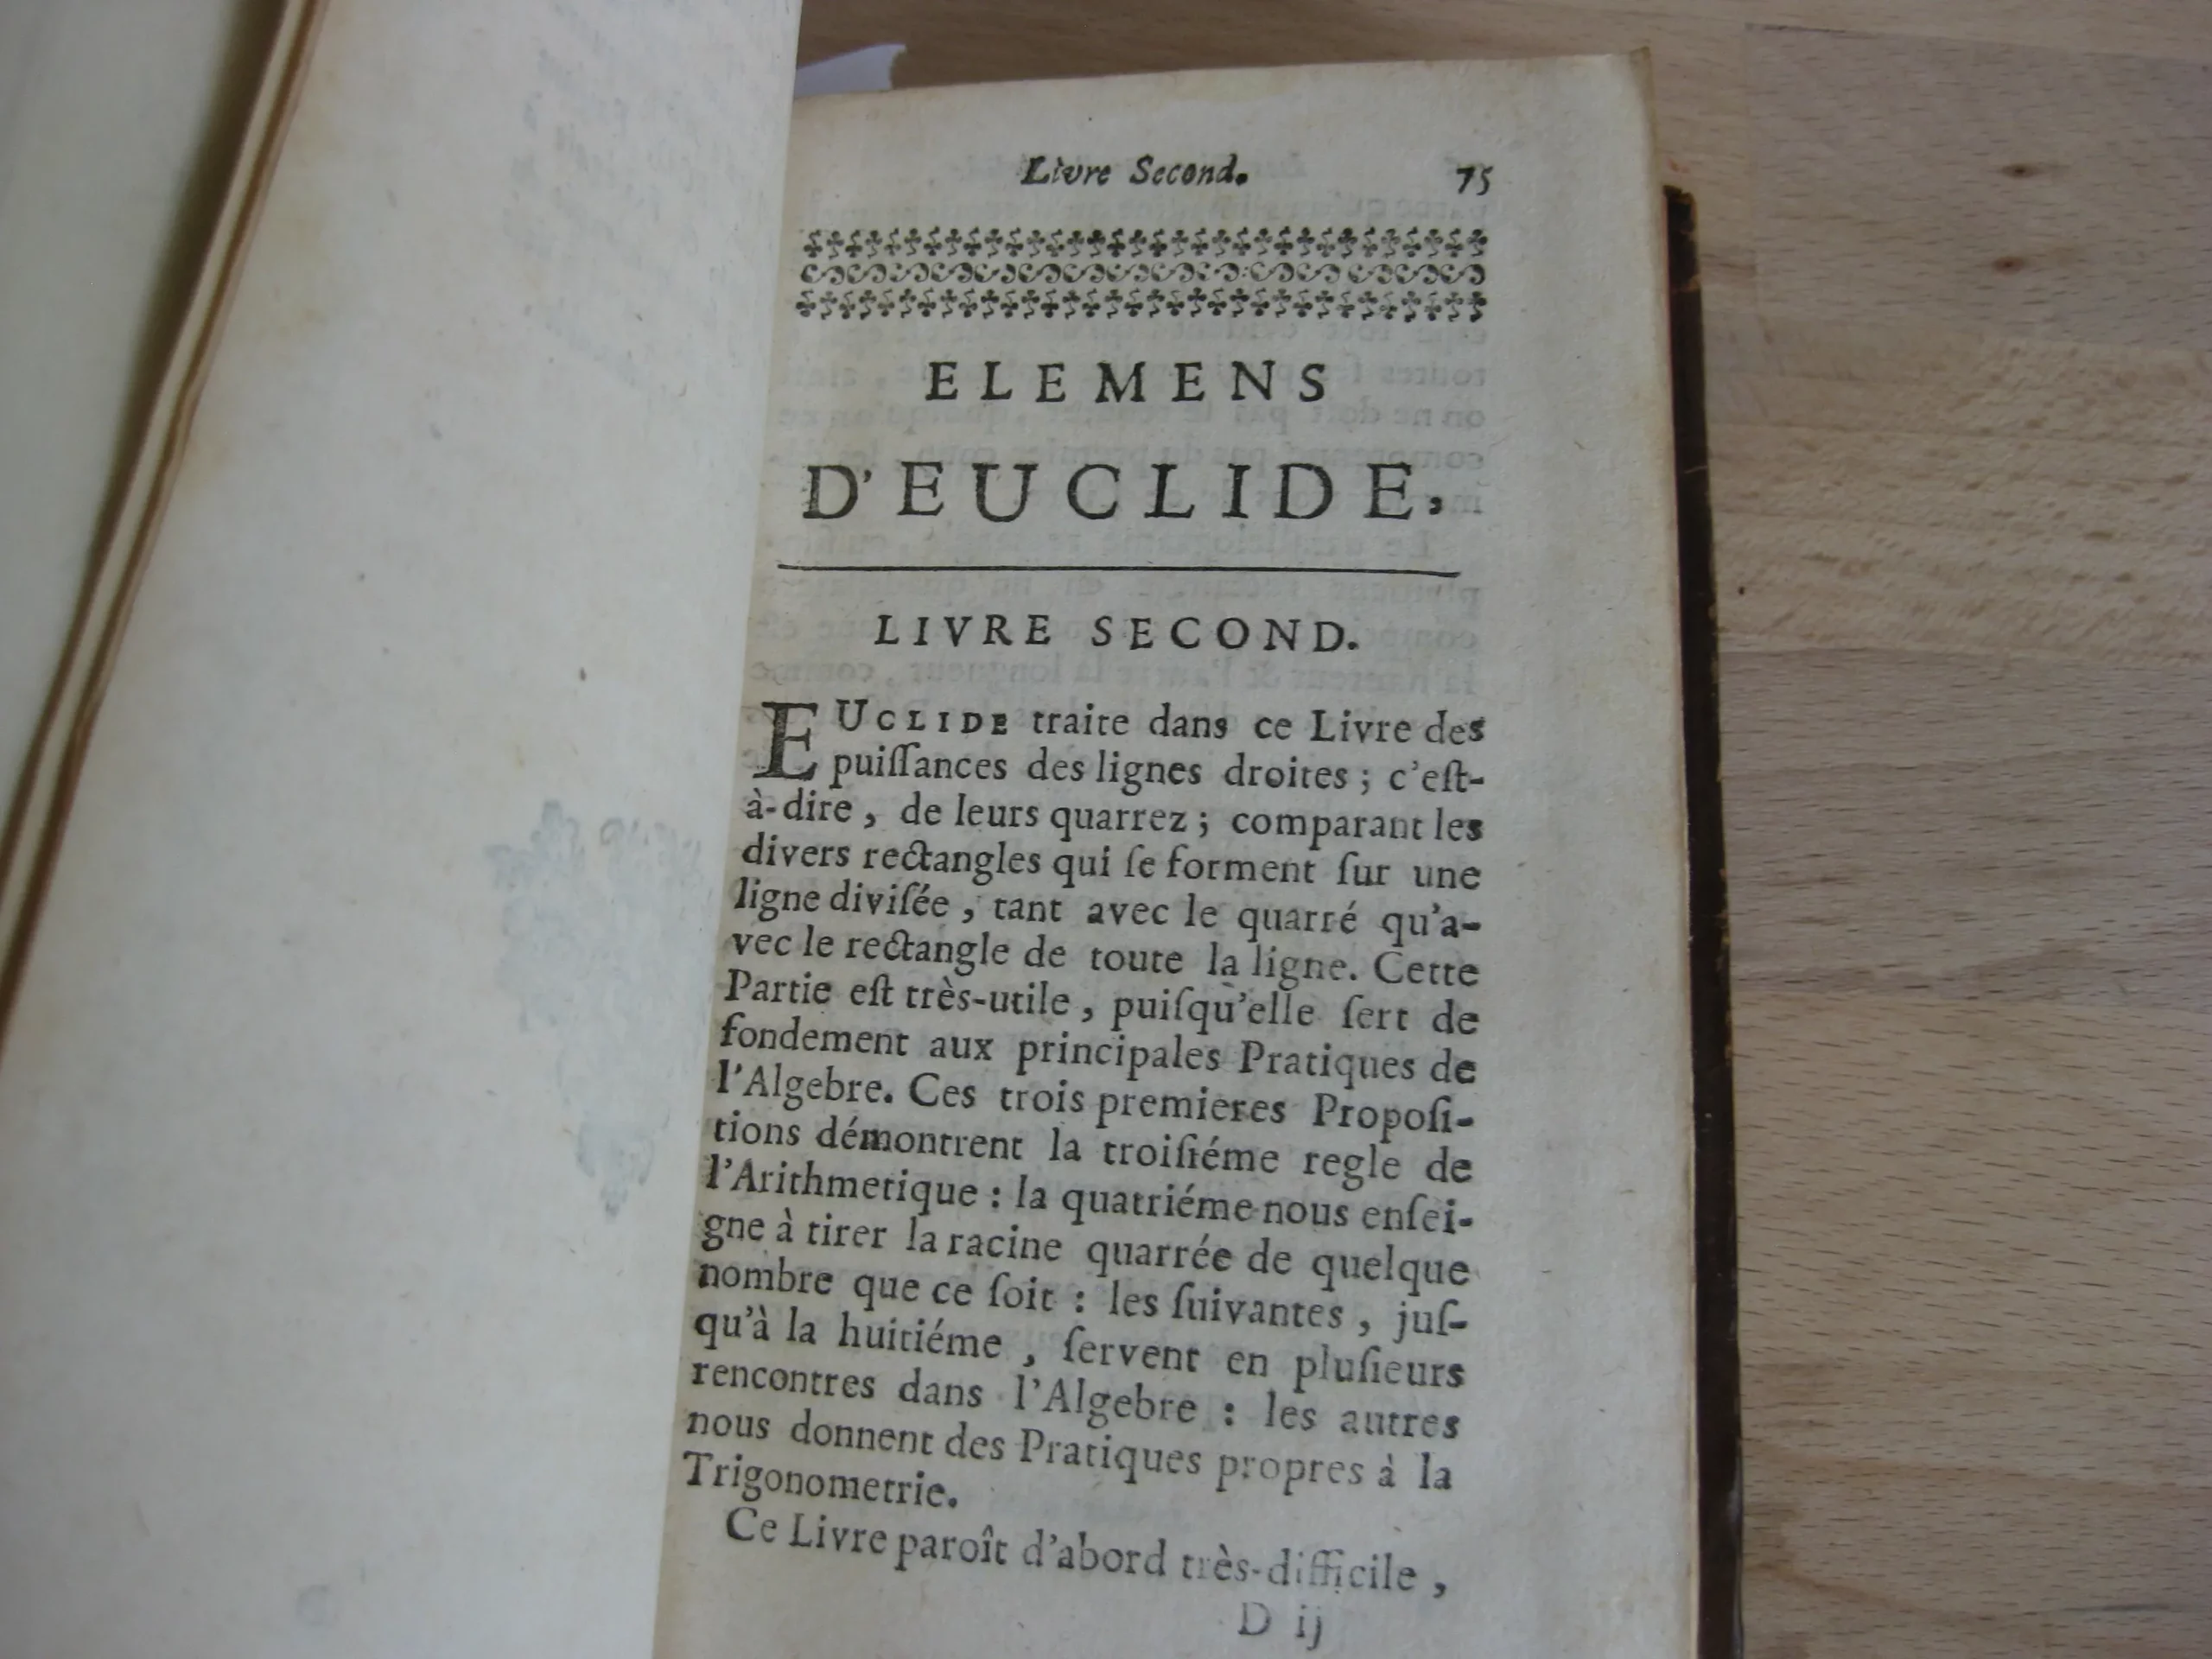 Livre Second. 75
ELEMENS
D'EUCLIDE,
LIVRE SECOND.
EUCLIDE traite dans ce Livre des
puiſſances des lignes droites ; c'eſt-
à-dire , de leurs quarrez ; comparant les
divers rectangles qui ſe forment ſur une
ligne diviſée , tant avec le quarré qu'a-
vec le rectangle de toute la ligne. Cette
Partie eſt très-utile , puiſqu'elle ſert de
fondement aux principales Pratiques de
l'Algebre. Ces trois premieres Propoſi-
tions démontrent la troiſiéme regle de
l'Arithmetique : la quatriéme nous enſei-
gne à tirer la racine quarrée de quelque
nombre que ce ſoit : les ſuivantes , juſ-
qu'à la huitiéme , ſervent en pluſieurs
rencontres dans l'Algebre : les autres
nous donnent des Pratiques propres à la
Trigonometrie.
Ce Livre paroît d'abord très-difficile ,
D ij